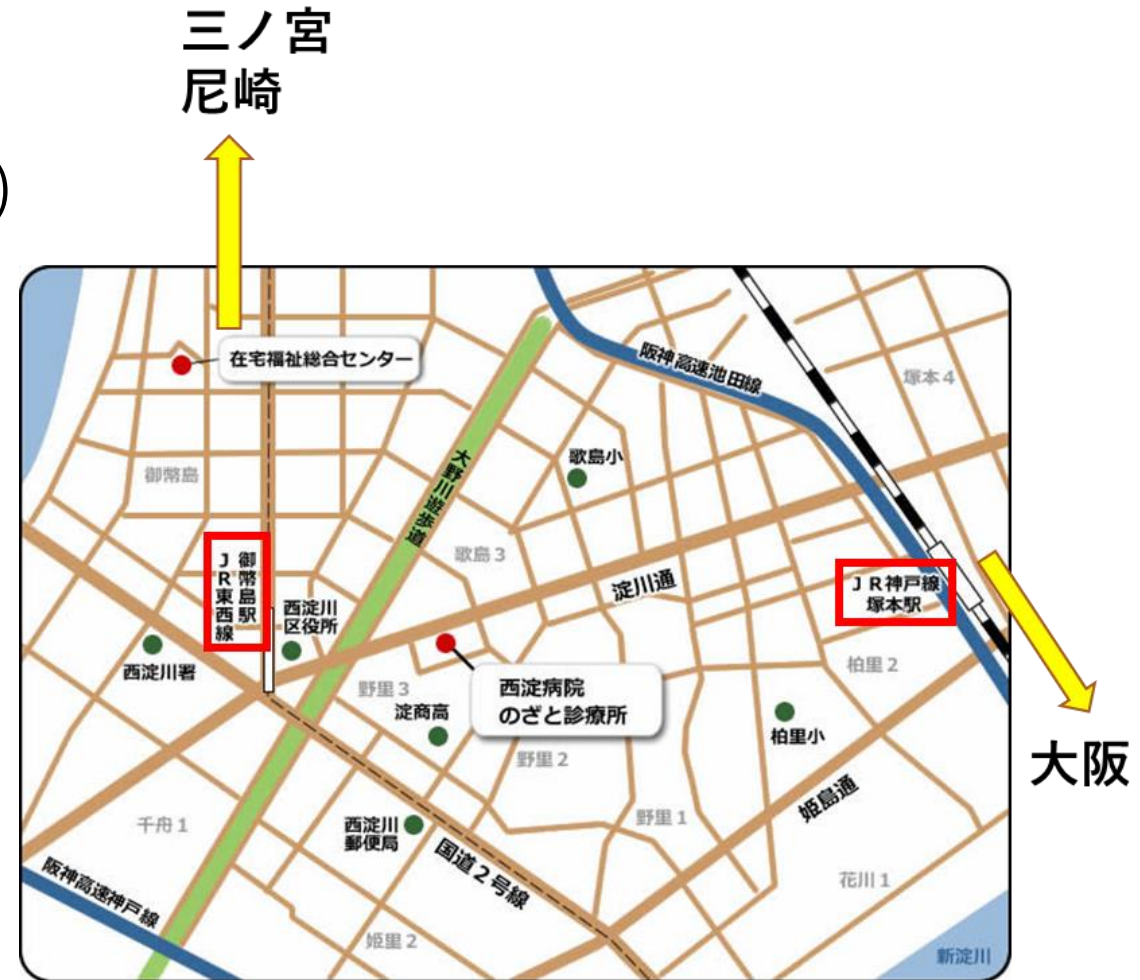 三ノ宮
尼崎
)
在宅福祉総合センター
阪神高速池田線
塚本4
歌島小
大野川遊歩道
御幣島
歌島3
淀川通
御幣島駅
JR東西線
西淀川
区役所
JR神戸線
塚本駅
西淀川署
柏里2
野里3
西淀病院
のざと診療所
淀商高
柏里小
野里2
大阪
姫島通
千舟1
西淀川
郵便局
野里1
国道2号線
阪神高速神戸線
花川1
姫里2
新淀川